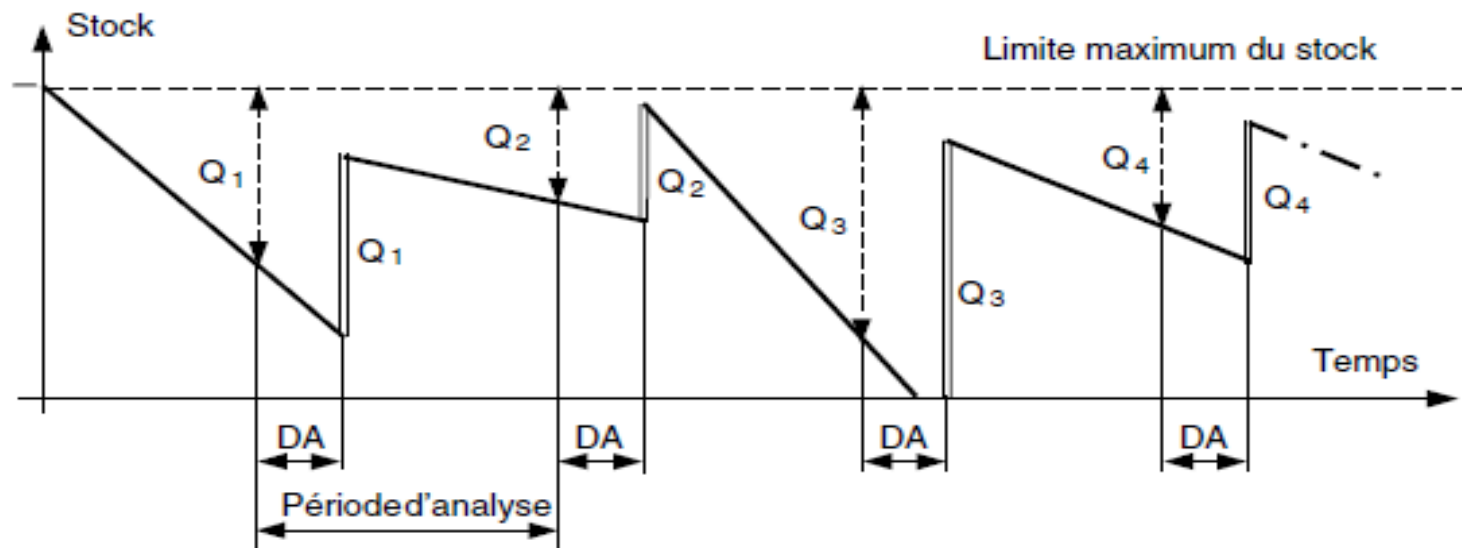 Stock
Limite maximum du stock
Q1
Q2
Q3
Q4
Q1
Q2
Q3
Q4
Temps
DA
DA
DA
DA
Périoded'analyse